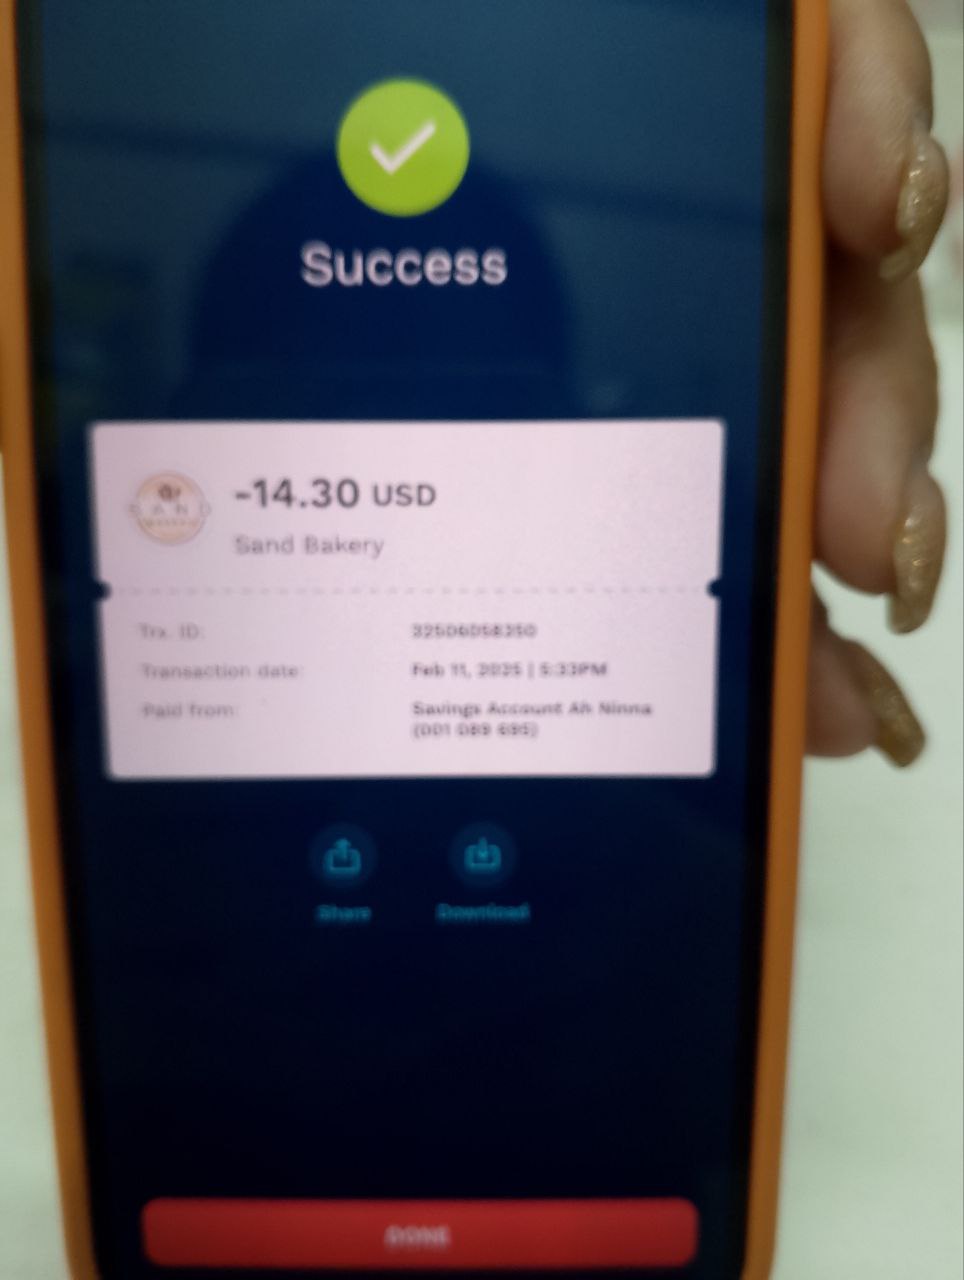 Success
-14.30 USD
SAND
Sand Bakery
Trx. ID: 32506058350
Transaction date: Feb 11, 2025 | 5:33PM
Paid from: Savings Account Ah Ninna
(001 089 695)
Share Download
DONE